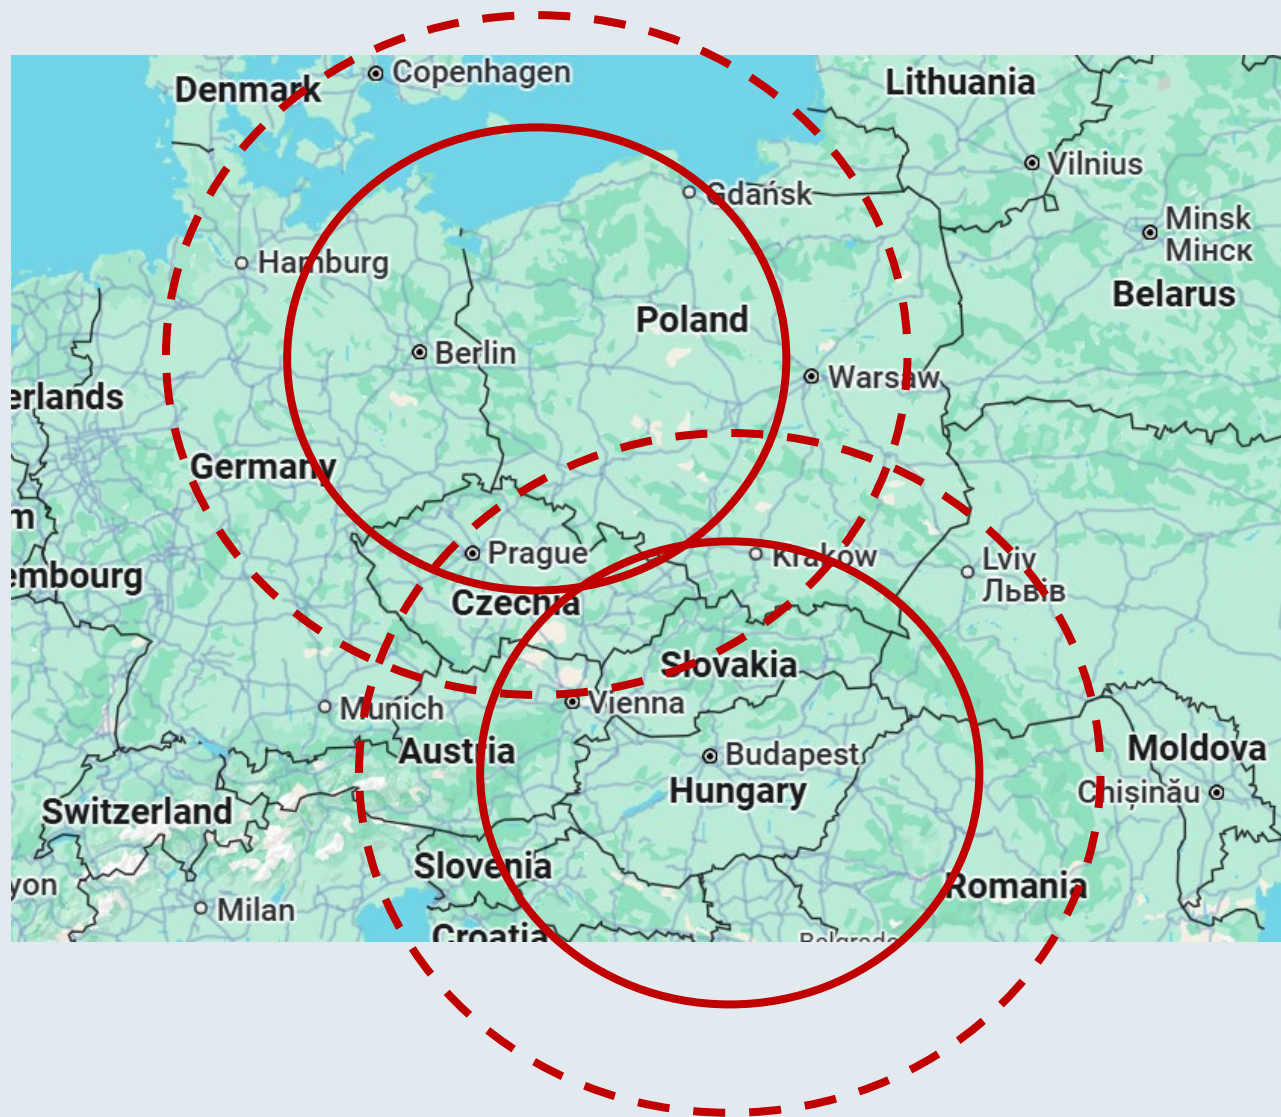 Copenhagen
Denmark
Lithuania
Vilnius
Gdańsk
Minsk
Мінск
Hamburg
Belarus
Poland
Berlin
Warsaw
erlands
Germany
m
Prague
Krakow
Lviv
Львів
embourg
Czechia
Slovakia
Munich
Vienna
Austria
Budapest
Moldova
Hungary
Chișinău
Switzerland
Slovenia
Romania
yon
Milan
Croatia
Belgrade